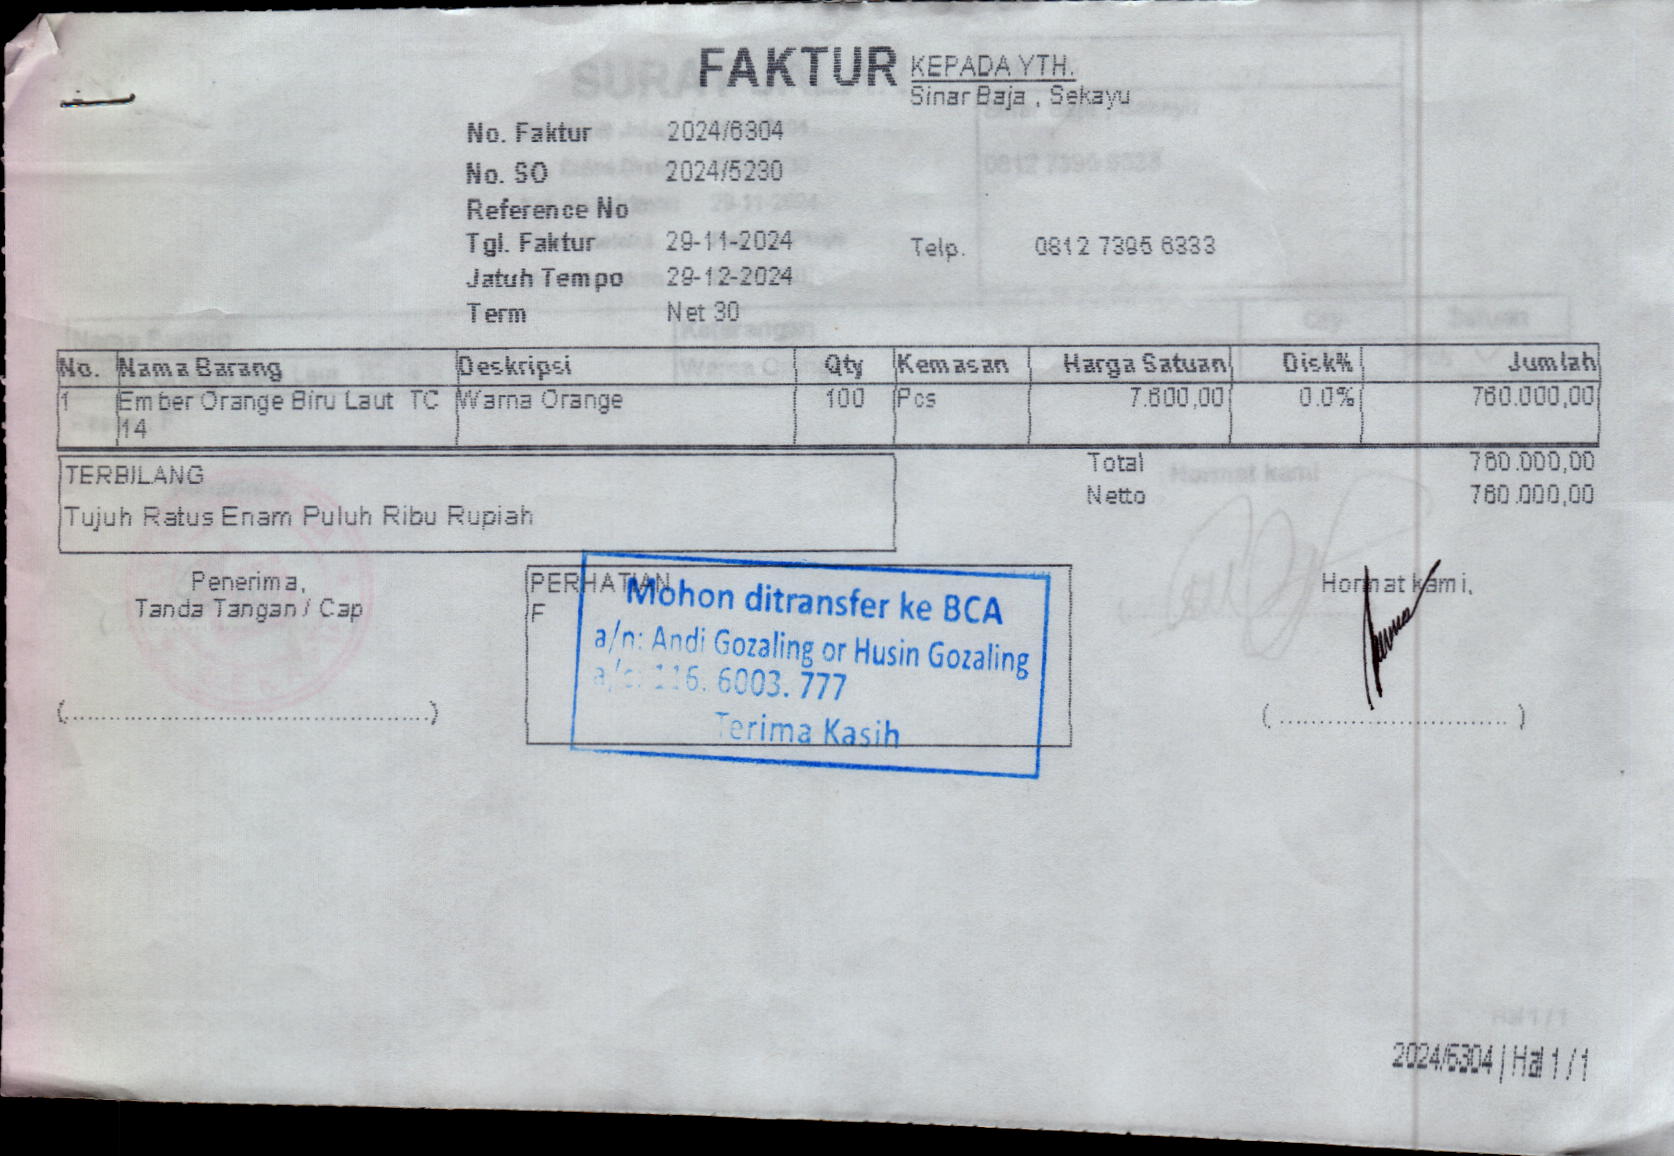 FAKTUR
KEPADA YTH.
Sinar Baja , Sekayu
No. Faktur 2024/6304
No. SO 2024/5230
Reference No
Tgl. Faktur 29-11-2024
Telp. 0812 7395 6333
Jatuh Tempo 29-12-2024
Term Net 30
No. Nama Barang Deskripsi Qty Kemasan Harga Satuan Disk% Jumlah
1 Ember Orange Biru Laut TC Warna Orange 100 Pcs 7.600,00 0.0% 760.000,00
14
TERBILANG
Tujuh Ratus Enam Puluh Ribu Rupiah
Total 760.000,00
Netto 760.000,00
Penerima,
Tanda Tangan / Cap
PERHATIAN
F
Mohon ditransfer ke BCA
a/n: Andi Gozaling or Husin Gozaling
a/c: 116. 6003. 777
Terima Kasih
Hormat kami,
(........................................)
( ............................. )
2024/6304 | Hal 1 / 1